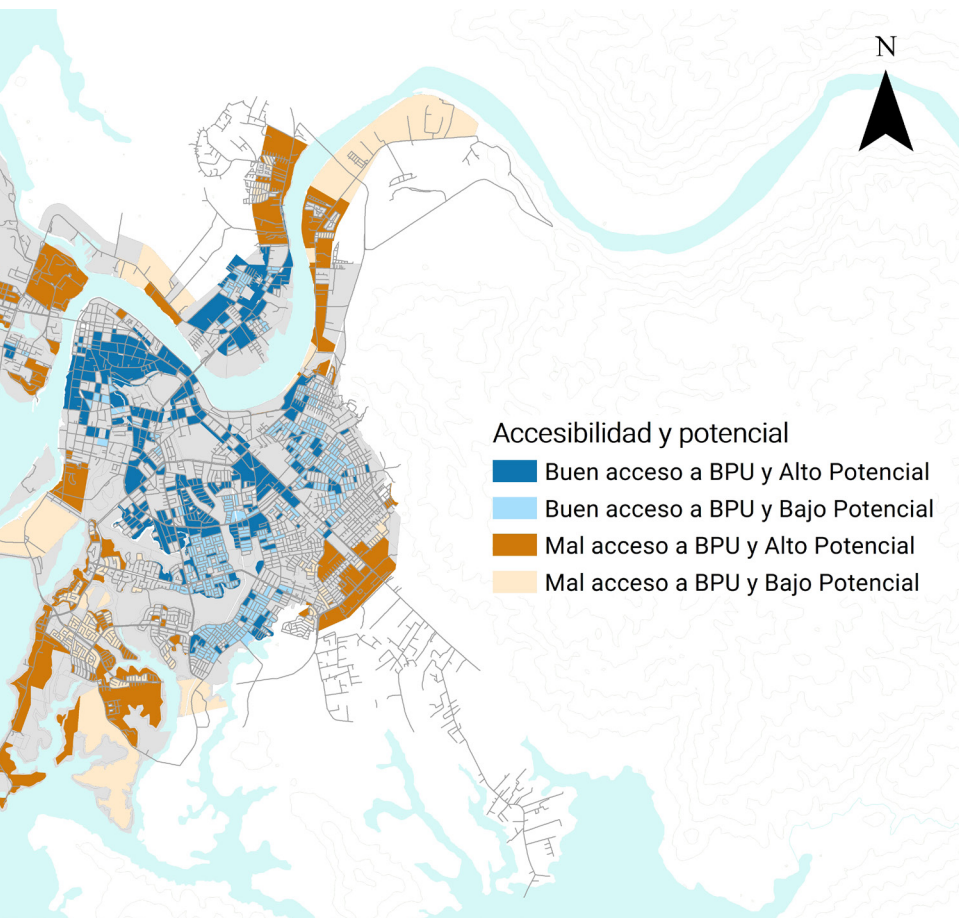 N
Accesibilidad y potencial
Buen acceso a BPU y Alto Potencial
Buen acceso a BPU y Bajo Potencial
Mal acceso a BPU y Alto Potencial
Mal acceso a BPU y Bajo Potencial